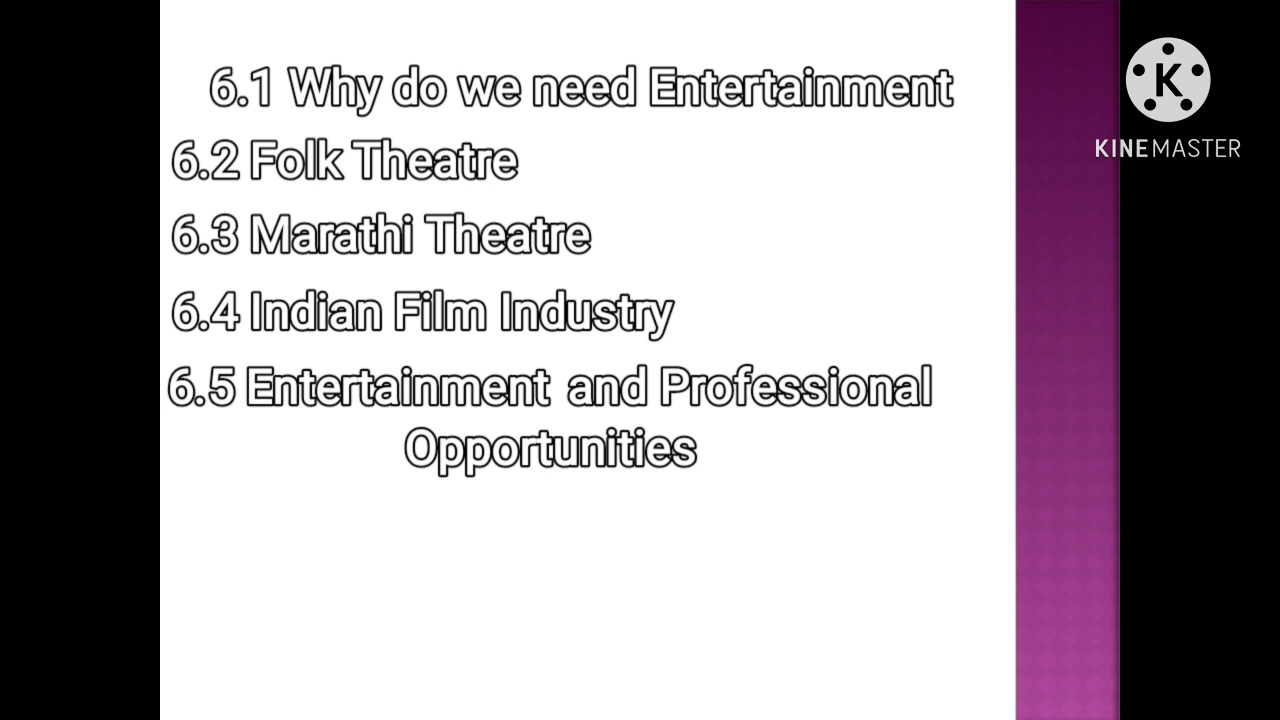 6.1 Why do we need Entertainment
6.2 Folk Theatre
6.3 Marathi Theatre
6.4 Indian Film Industry
6.5 Entertainment and Professional
Opportunities
K
KINEMASTER